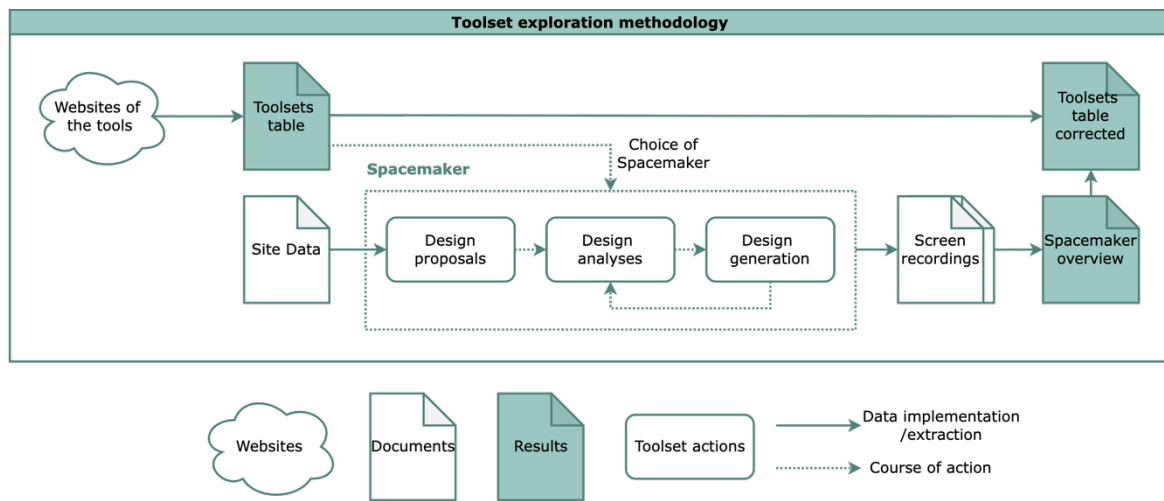 Toolset exploration methodology
Websites of
the tools
Toolsets
table
Toolsets
table
corrected
Choice of
Spacemaker
Spacemaker
Site Data
Design
proposals
Design
analyses
Design
generation
Screen
recordings
Spacemaker
overview
Websites
Documents
Results
Toolset actions
Data implementation
/extraction
Course of action